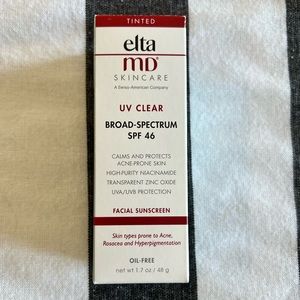 TINTED
elta
MD®
SKINCARE
A Swiss-American Company
UV CLEAR
BROAD-SPECTRUM
SPF 46
CALMS AND PROTECTS
ACNE-PRONE SKIN
HIGH-PURITY NIACINAMIDE
TRANSPARENT ZINC OXIDE
UVA/UVB PROTECTION
FACIAL SUNSCREEN
Skin types prone to Acne,
Rosacea and Hyperpigmentation
OIL-FREE
net wt 1.7 oz / 48 g